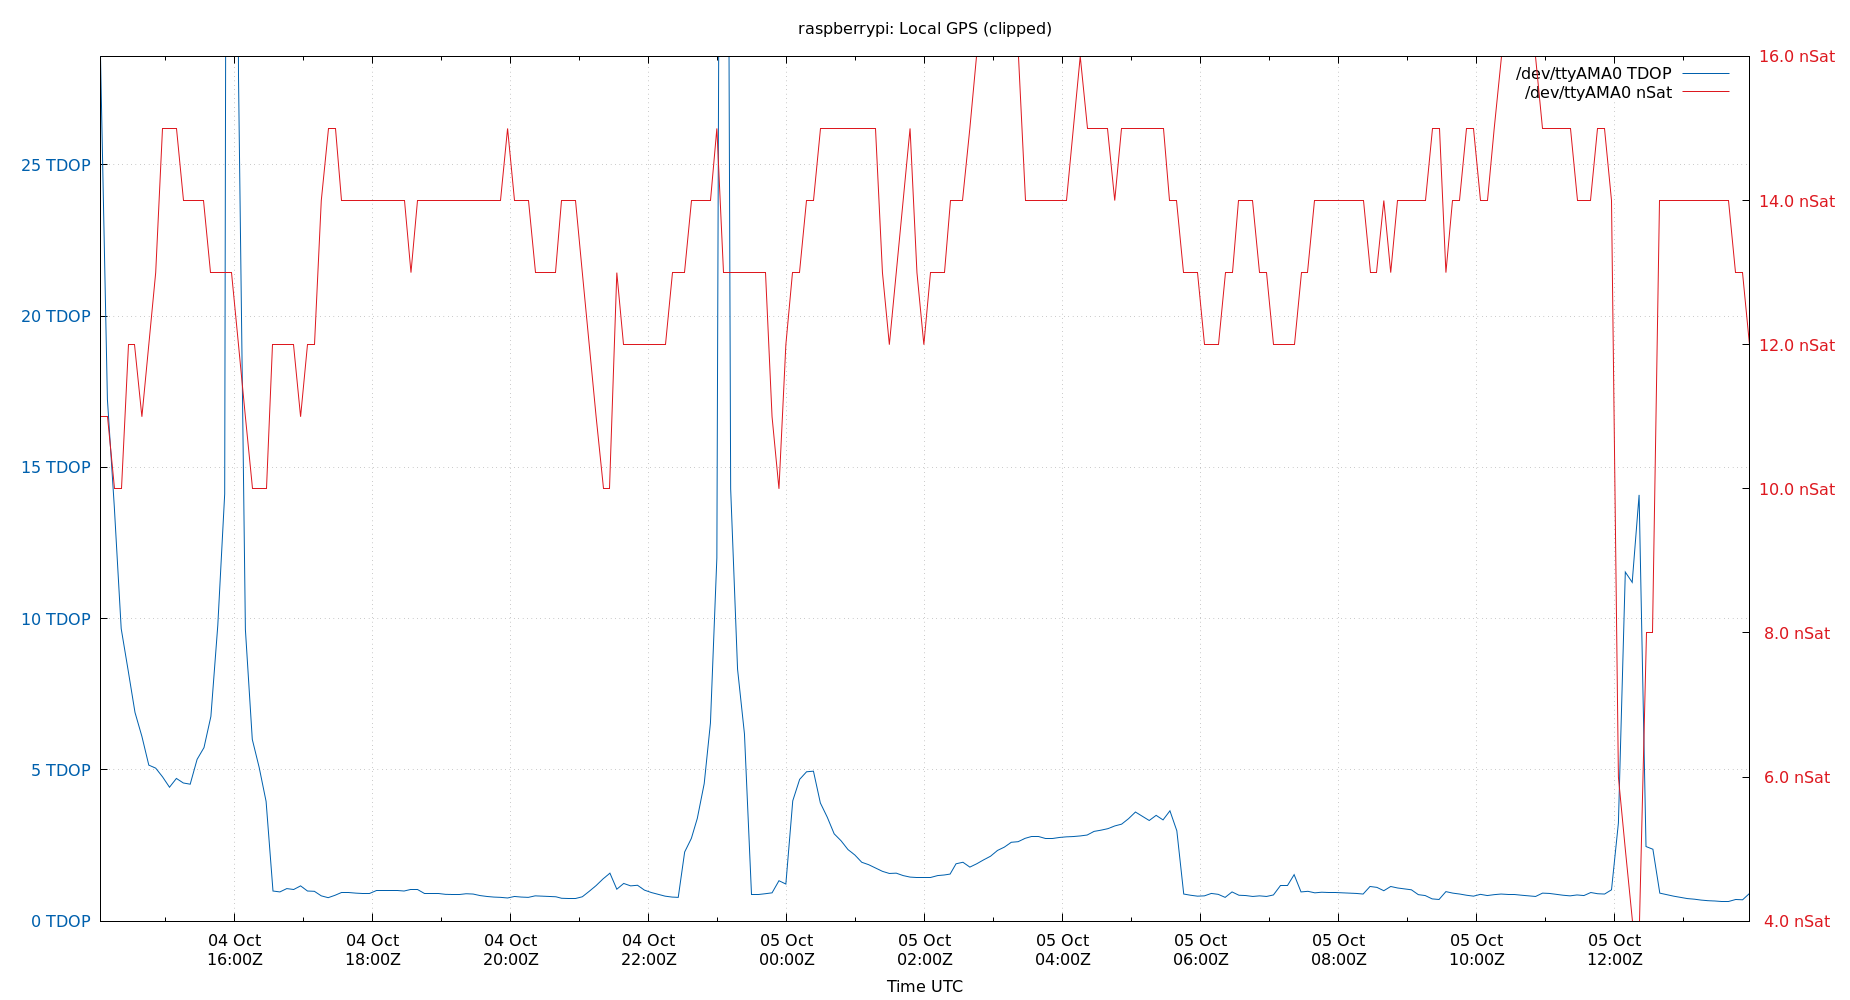 raspberrypi: Local GPS (clipped)
16.0 nSat
/dev/ttyAMA0 TDOP
/dev/ttyAMA0 nSat
25 TDOP
14.0 nSat
20 TDOP
12.0 nSat
15 TDOP
10.0 nSat
10 TDOP
8.0 nSat
5 TDOP
6.0 nSat
0 TDOP
4.0 nSat
04 Oct 04 Oct 04 Oct 04 Oct 05 Oct 05 Oct 05 Oct 05 Oct 05 Oct 05 Oct 05 Oct
16:00Z 18:00Z 20:00Z 22:00Z 00:00Z 02:00Z 04:00Z 06:00Z 08:00Z 10:00Z 12:00Z
Time UTC